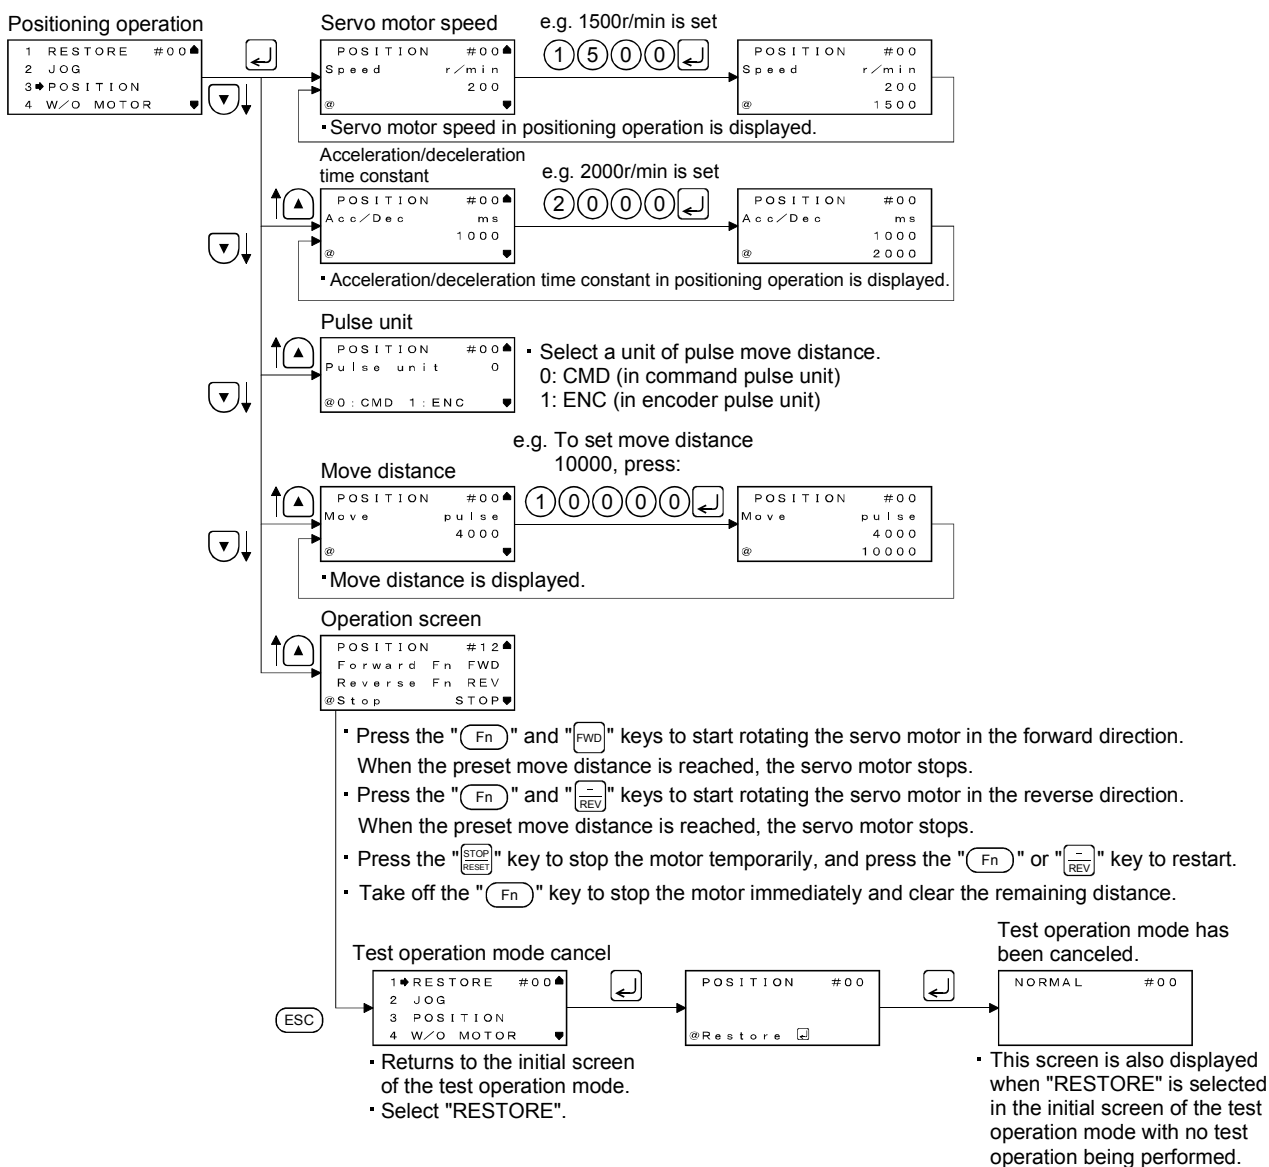 Positioning operation
1 RESTORE #00
2 JOG
3 POSITION
4 W/O MOTOR
Servo motor speed
POSITION #00
Speed r/min
200
@
e.g. 1500r/min is set
1 5 0 0
POSITION #00
Speed r/min
200
@ 1500
Servo motor speed in positioning operation is displayed.
Acceleration/deceleration
time constant
POSITION #00
Acc/Dec ms
1000
@
e.g. 2000r/min is set
2 0 0 0
POSITION #00
Acc/Dec ms
1000
@ 2000
Acceleration/deceleration time constant in positioning operation is displayed.
Pulse unit
POSITION #00
Pulse unit 0
@0:CMD 1:ENC
Select a unit of pulse move distance.
0: CMD (in command pulse unit)
1: ENC (in encoder pulse unit)
Move distance
POSITION #00
Move pulse
4000
@
e.g. To set move distance
10000, press:
1 0 0 0 0
POSITION #00
Move pulse
4000
@ 10000
Move distance is displayed.
Operation screen
POSITION #12
Forward Fn FWD
Reverse Fn REV
@Stop STOP
Press the "Fn" and "FWD" keys to start rotating the servo motor in the forward direction.
When the preset move distance is reached, the servo motor stops.
Press the "Fn" and "- REV" keys to start rotating the servo motor in the reverse direction.
When the preset move distance is reached, the servo motor stops.
Press the "STOP RESET" key to stop the motor temporarily, and press the "Fn" or "- REV" key to restart.
Take off the "Fn" key to stop the motor immediately and clear the remaining distance.
ESC
Test operation mode cancel
1 RESTORE #00
2 JOG
3 POSITION
4 W/O MOTOR
Returns to the initial screen
of the test operation mode.
Select "RESTORE".
POSITION #00
@Restore
Test operation mode has
been canceled.
NORMAL #00
This screen is also displayed
when "RESTORE" is selected
in the initial screen of the test
operation mode with no test
operation being performed.